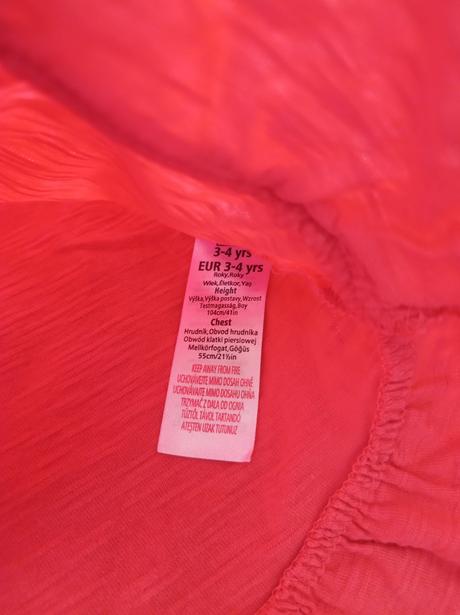 3-4 yrs
EUR 3-4 yrs
Roky,Roky
Wiek,Életkor,Yaş
Height
Výška,Výška postavy,Wzrost
Testmagasság,Boy
104cm/41in
Chest
Hrudník,Obvod hrudníka
Obwód klatki piersiowej
Mellkörfogat,Göğüs
55cm/21½in
KEEP AWAY FROM FIRE
UCHOVÁVEJTE MIMO DOSAH OHNĚ
UCHOVÁVAJTE MIMO DOSAHU OHŇA
TRZYMAĆ Z DALA OD OGNIA
TŰZTŐL TÁVOL TARTANDÓ
ATEŞTEN UZAK TUTUNUZ